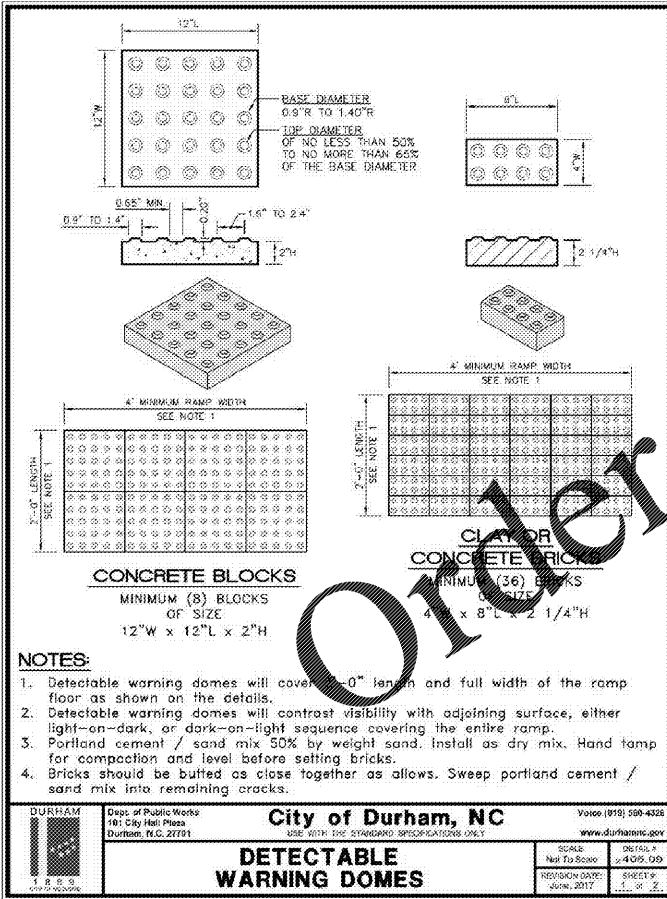 12"L
12"W
BASE DIAMETER
0.9"R TO 1.40"R
TOP DIAMETER
OF NO LESS THAN 50%
TO NO MORE THAN 65%
OF THE BASE DIAMETER
8"L
4"W
0.65" MIN.
0.20"
0.9" TO 1.4"
1.6" TO 2.4"
2"H
2 1/4"H
4' MINIMUM RAMP WIDTH
SEE NOTE 1
2'-0" LENGTH
SEE NOTE 1
4' MINIMUM RAMP WIDTH
SEE NOTE 1
2'-0" LENGTH
SEE NOTE 1
CONCRETE BLOCKS
MINIMUM (8) BLOCKS
OF SIZE
12"W x 12"L x 2"H
CLAY OR
CONCRETE BRICKS
MINIMUM (36) BRICKS
OF SIZE
4"W x 8"L x 2 1/4"H
Order
NOTES:
1. Detectable warning domes will cover 2'-0" length and full width of the ramp
floor as shown on the details.
2. Detectable warning domes will contrast visibility with adjoining surface, either
light-on-dark, or dark-on-light sequence covering the entire ramp.
3. Portland cement / sand mix 50% by weight sand. Install as dry mix. Hand tamp
for compaction and level before setting bricks.
4. Bricks should be butted as close together as allows. Sweep portland cement /
sand mix into remaining cracks.
DURHAM
1869
Dept. of Public Works
101 City Hall Plaza
Durham, N.C. 27701
City of Durham, NC
USE WITH THE STANDARD SPECIFICATIONS ONLY
Voice (919) 560-4326
www.durhamnc.gov
DETECTABLE
WARNING DOMES
SCALE
Not To Scale
DETAIL #
406.09
REVISION DATE:
June, 2017
SHEET #
1 of 2